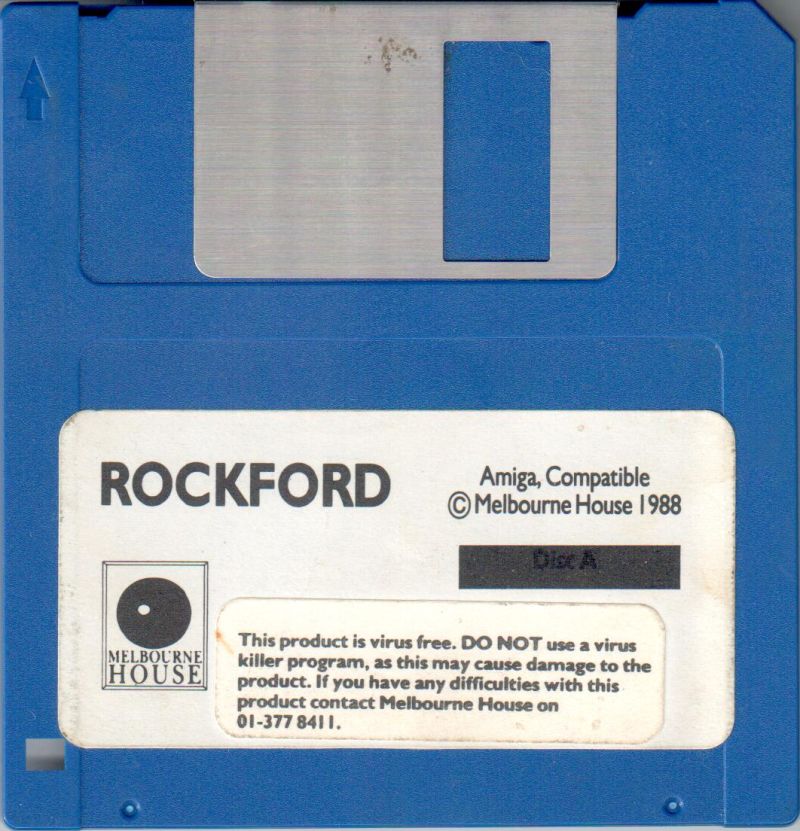 ROCKFORD
Amiga, Compatible
© Melbourne House 1988
Disc A
MELBOURNE
HOUSE
This product is virus free. DO NOT use a virus
killer program, as this may cause damage to the
product. If you have any difficulties with this
product contact Melbourne House on
01-377 8411.